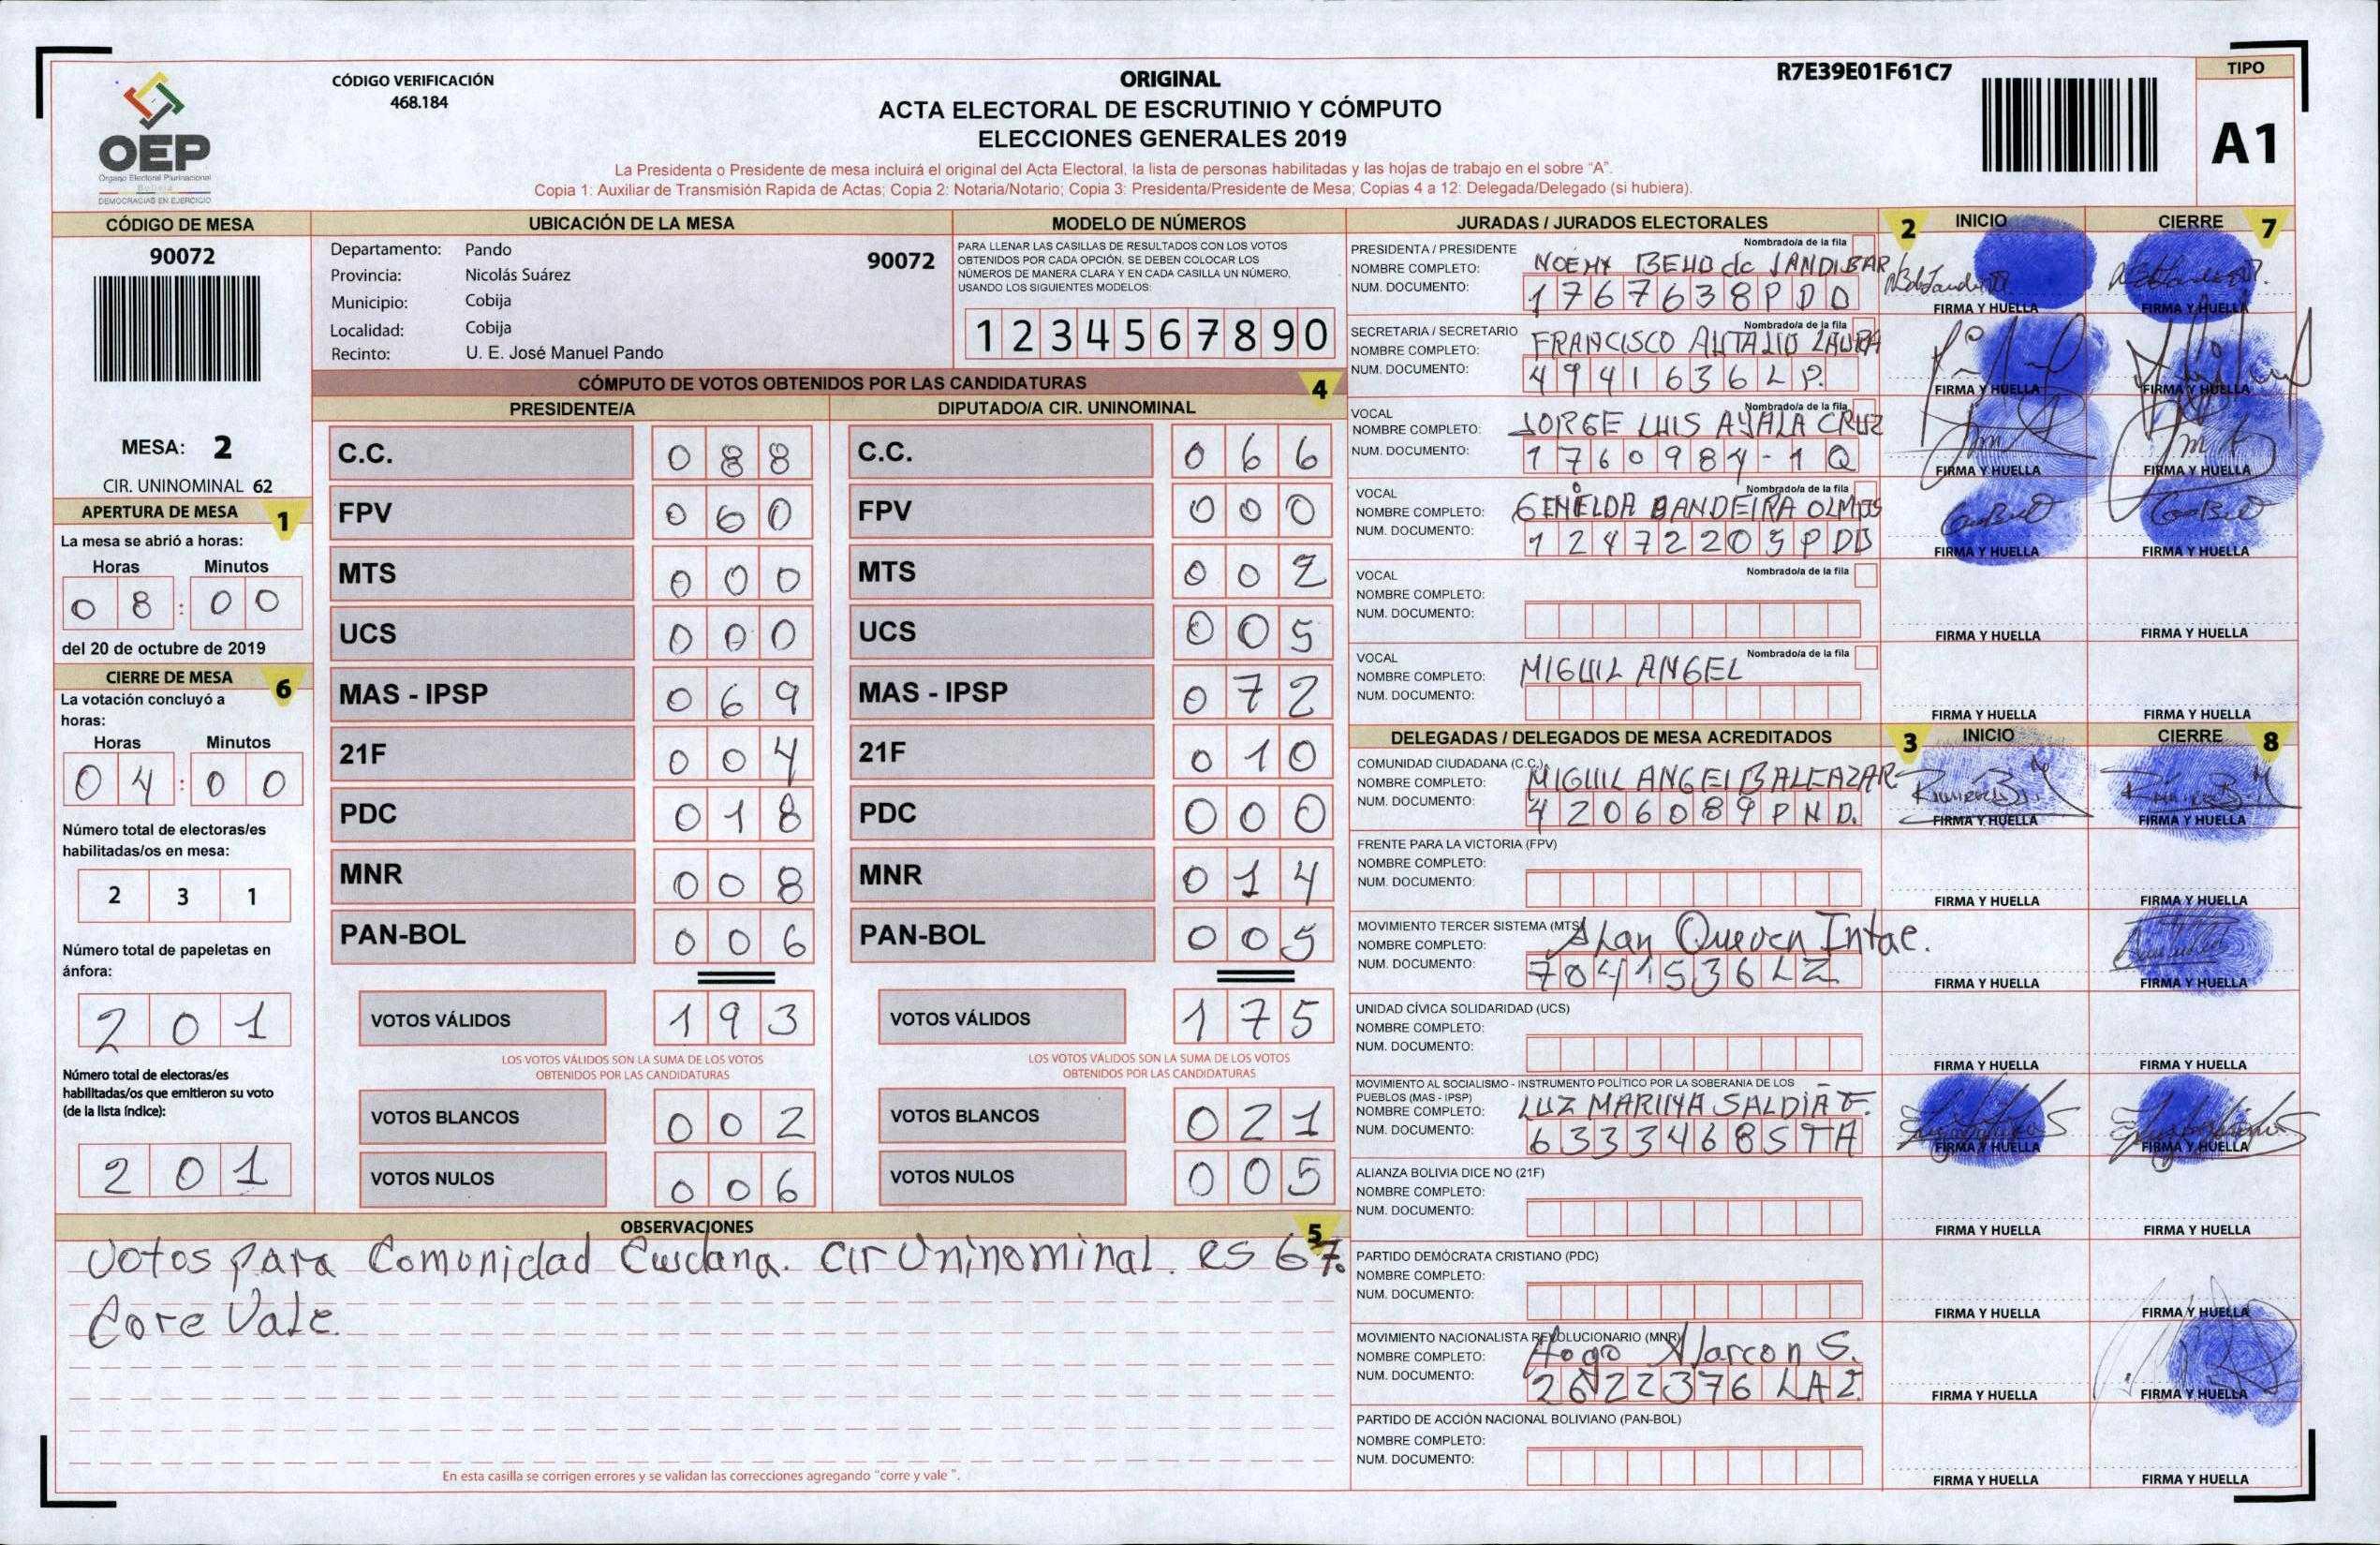 CÓDIGO VERIFICACIÓN
468.184
ORIGINAL
ACTA ELECTORAL DE ESCRUTINIO Y CÓMPUTO
ELECCIONES GENERALES 2019
R7E39E01F61C7
TIPO
A1
OEP
Órgano Electoral Plurinacional
Bolivia
DEMOCRACIAS EN EJERCICIO
La Presidenta o Presidente de mesa incluirá el original del Acta Electoral, la lista de personas habilitadas y las hojas de trabajo en el sobre "A".
Copia 1: Auxiliar de Transmisión Rapida de Actas; Copia 2: Notaria/Notario; Copia 3: Presidenta/Presidente de Mesa; Copias 4 a 12: Delegada/Delegado (si hubiera).
CÓDIGO DE MESA
90072
MESA: 2
CIR. UNINOMINAL 62
APERTURA DE MESA 1
La mesa se abrió a horas:
Horas Minutos
08:00
del 20 de octubre de 2019
CIERRE DE MESA 6
La votación concluyó a
horas:
Horas Minutos
04:00
Número total de electoras/es
habilitadas/os en mesa:
231
Número total de papeletas en
ánfora:
201
Número total de electoras/es
habilitadas/os que emitieron su voto
(de la lista índice):
201
UBICACIÓN DE LA MESA
Departamento: Pando 90072
Provincia: Nicolás Suárez
Municipio: Cobija
Localidad: Cobija
Recinto: U. E. José Manuel Pando
MODELO DE NÚMEROS
PARA LLENAR LAS CASILLAS DE RESULTADOS CON LOS VOTOS
OBTENIDOS POR CADA OPCIÓN, SE DEBEN COLOCAR LOS
NÚMEROS DE MANERA CLARA Y EN CADA CASILLA UN NÚMERO,
USANDO LOS SIGUIENTES MODELOS:
1 2 3 4 5 6 7 8 9 0
CÓMPUTO DE VOTOS OBTENIDOS POR LAS CANDIDATURAS 4
PRESIDENTE/A
C.C. 088
FPV 060
MTS 000
UCS 000
MAS - IPSP 069
21F 004
PDC 018
MNR 008
PAN-BOL 006
VOTOS VÁLIDOS 193
LOS VOTOS VÁLIDOS SON LA SUMA DE LOS VOTOS
OBTENIDOS POR LAS CANDIDATURAS
VOTOS BLANCOS 002
VOTOS NULOS 006
DIPUTADO/A CIR. UNINOMINAL
C.C. 066
FPV 000
MTS 002
UCS 005
MAS - IPSP 072
21F 010
PDC 000
MNR 014
PAN-BOL 005
VOTOS VÁLIDOS 175
LOS VOTOS VÁLIDOS SON LA SUMA DE LOS VOTOS
OBTENIDOS POR LAS CANDIDATURAS
VOTOS BLANCOS 021
VOTOS NULOS 005
OBSERVACIONES 5
Votos para Comunidad Cwdana. Cir Uninominal. es 67.
Core Vale.
En esta casilla se corrigen errores y se validan las correcciones agregando "corre y vale ".
JURADAS / JURADOS ELECTORALES 2 INICIO CIERRE 7
PRESIDENTA / PRESIDENTE Nombrado/a de la fila
NOMBRE COMPLETO: NOEMY de
NUM. DOCUMENTO: 1767638PDO
FIRMA Y HUELLA FIRMA Y HUELLA
SECRETARIA / SECRETARIO Nombrado/a de la fila
NOMBRE COMPLETO: FRANCISCO
NUM. DOCUMENTO: 4941636LP.
FIRMA Y HUELLA FIRMA Y HUELLA
VOCAL Nombrado/a de la fila
NOMBRE COMPLETO: JORGE LUIS AYALA CRUZ
NUM. DOCUMENTO: 1760984-1Q
FIRMA Y HUELLA FIRMA Y HUELLA
VOCAL Nombrado/a de la fila
NOMBRE COMPLETO: BANDEIRA OLMOS
NUM. DOCUMENTO: 12472205PDD
FIRMA Y HUELLA FIRMA Y HUELLA
VOCAL Nombrado/a de la fila
NOMBRE COMPLETO:
NUM. DOCUMENTO:
FIRMA Y HUELLA FIRMA Y HUELLA
VOCAL Nombrado/a de la fila
NOMBRE COMPLETO: MIGUIL ANGEL
NUM. DOCUMENTO:
FIRMA Y HUELLA FIRMA Y HUELLA
DELEGADAS / DELEGADOS DE MESA ACREDITADOS 3 INICIO CIERRE 8
COMUNIDAD CIUDADANA (C.C.)
NOMBRE COMPLETO: MIGUIL ANGEL BALCAZAR
NUM. DOCUMENTO: 4206089PND.
FIRMA Y HUELLA FIRMA Y HUELLA
FRENTE PARA LA VICTORIA (FPV)
NOMBRE COMPLETO:
NUM. DOCUMENTO:
FIRMA Y HUELLA FIRMA Y HUELLA
MOVIMIENTO TERCER SISTEMA (MTS)
NOMBRE COMPLETO: Alan
NUM. DOCUMENTO: 7041536LZ
FIRMA Y HUELLA FIRMA Y HUELLA
UNIDAD CÍVICA SOLIDARIDAD (UCS)
NOMBRE COMPLETO:
NUM. DOCUMENTO:
FIRMA Y HUELLA FIRMA Y HUELLA
MOVIMIENTO AL SOCIALISMO - INSTRUMENTO POLÍTICO POR LA SOBERANIA DE LOS
PUEBLOS (MAS - IPSP)
NOMBRE COMPLETO: LUZ MARINA SALDIA
NUM. DOCUMENTO: 6333468STA
FIRMA Y HUELLA FIRMA Y HUELLA
ALIANZA BOLIVIA DICE NO (21F)
NOMBRE COMPLETO:
NUM. DOCUMENTO:
FIRMA Y HUELLA FIRMA Y HUELLA
PARTIDO DEMÓCRATA CRISTIANO (PDC)
NOMBRE COMPLETO:
NUM. DOCUMENTO:
FIRMA Y HUELLA FIRMA Y HUELLA
MOVIMIENTO NACIONALISTA REVOLUCIONARIO (MNR)
NOMBRE COMPLETO: Hogo Alarcon S.
NUM. DOCUMENTO: 2622376 LAZ
FIRMA Y HUELLA FIRMA Y HUELLA
PARTIDO DE ACCIÓN NACIONAL BOLIVIANO (PAN-BOL)
NOMBRE COMPLETO:
NUM. DOCUMENTO:
FIRMA Y HUELLA FIRMA Y HUELLA